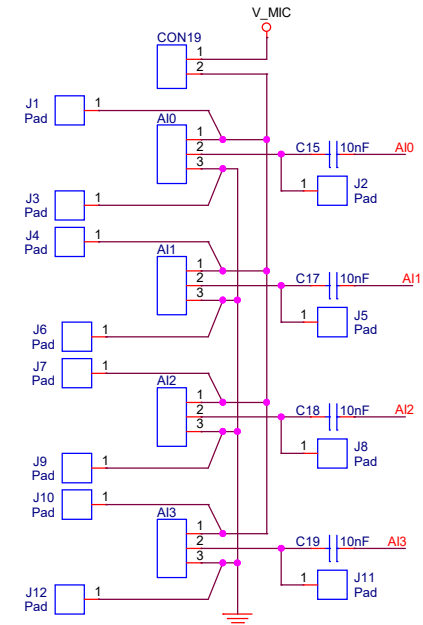 V_MIC
CON19
1
2
J1
Pad
1
AI0
1
2
3
C15
10nF
AI0
J2
Pad
1
J3
Pad
1
J4
Pad
1
AI1
1
2
3
C17
10nF
AI1
J5
Pad
1
J6
Pad
1
J7
Pad
1
AI2
1
2
3
C18
10nF
AI2
J8
Pad
1
J9
Pad
1
J10
Pad
1
AI3
1
2
3
C19
10nF
AI3
J11
Pad
1
J12
Pad
1